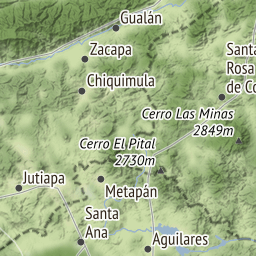 Gualán
Zacapa
Santa
Rosa
de Co
Chiquimula
Cerro Las Minas
2849m
Cerro El Pital
2730m
Jutiapa
Metapán
Santa
Ana
Aguilares